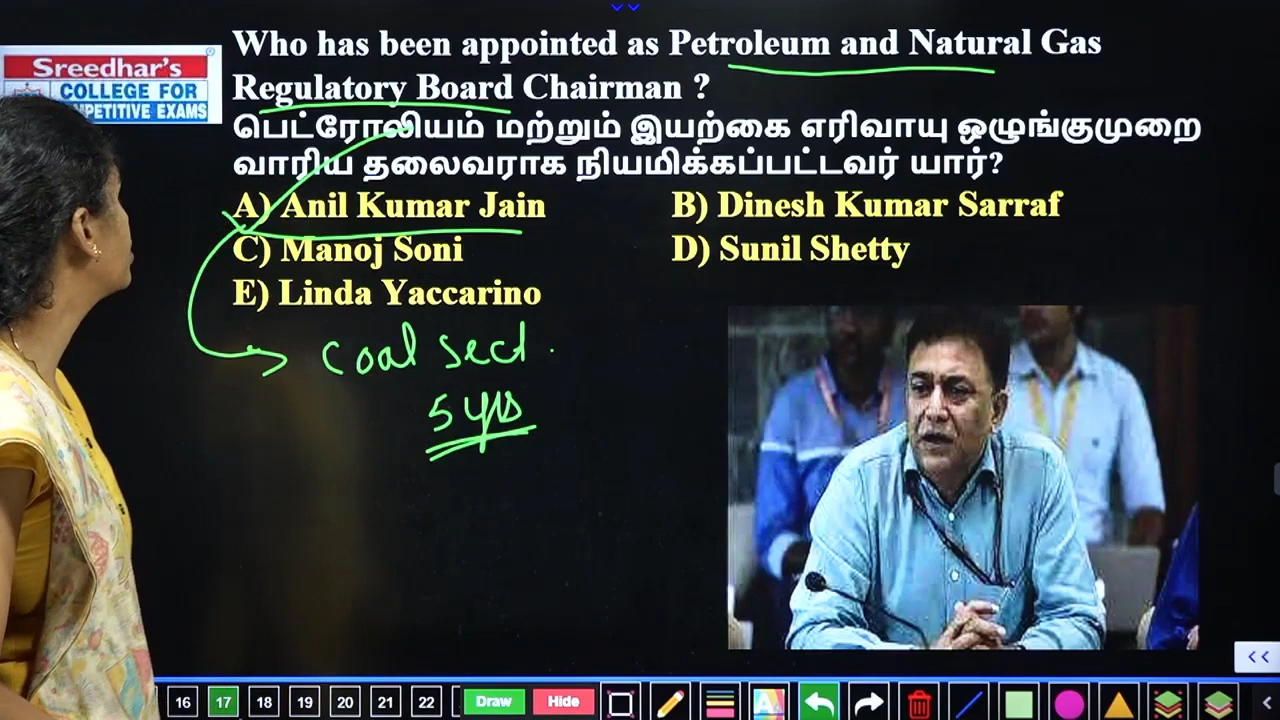 Sreedhar's
COLLEGE FOR
MPETITIVE EXAMS
Who has been appointed as Petroleum and Natural Gas
Regulatory Board Chairman ?
பெட்ரோலியம் மற்றும் இயற்கை எரிவாயு ஒழுங்குமுறை
வாரிய தலைவராக நியமிக்கப்பட்டவர் யார்?
A) Anil Kumar Jain B) Dinesh Kumar Sarraf
C) Manoj Soni D) Sunil Shetty
E) Linda Yaccarino
coal sect.
5 yrs
<<
16 17 18 19 20 21 22 Draw Hide A <